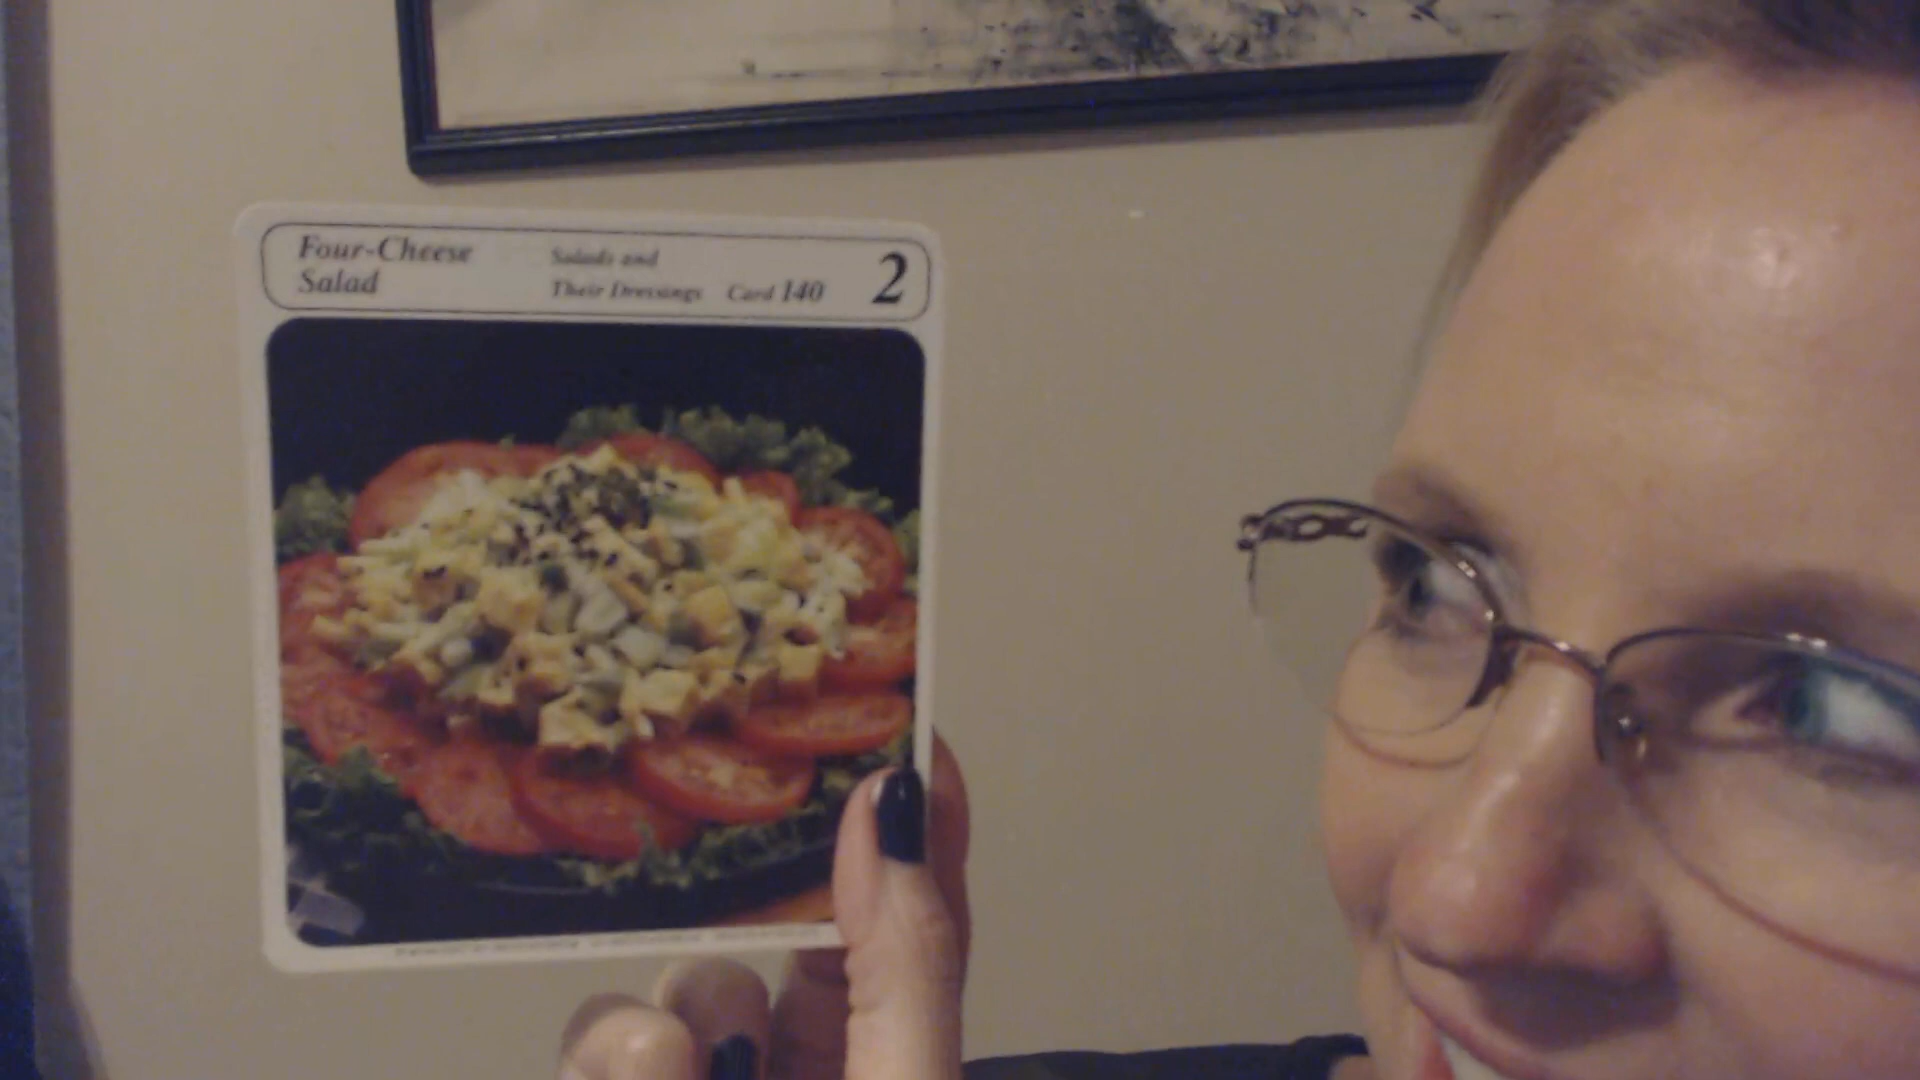 Four-Cheese
Salad
Salads and
Their Dressings
Card 140
2